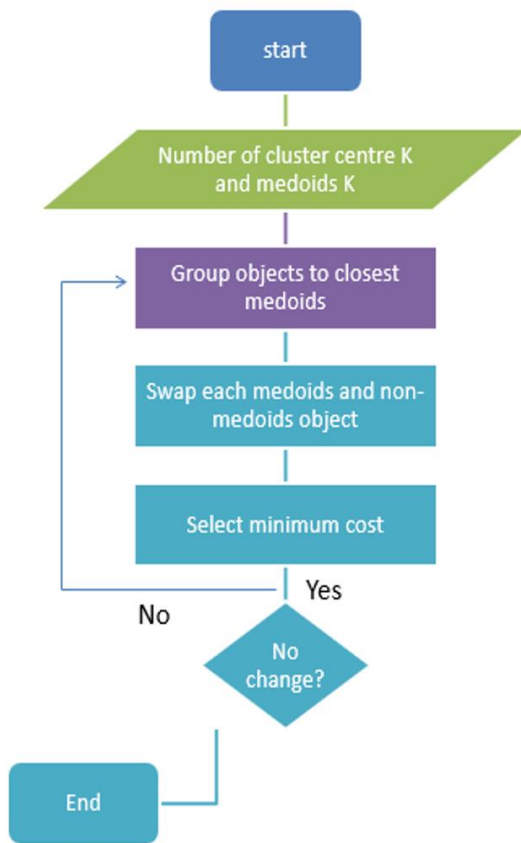 start
Number of cluster centre K
and medoids K
Group objects to closest
medoids
Swap each medoids and non-
medoids object
Select minimum cost
Yes
No
No
change?
End